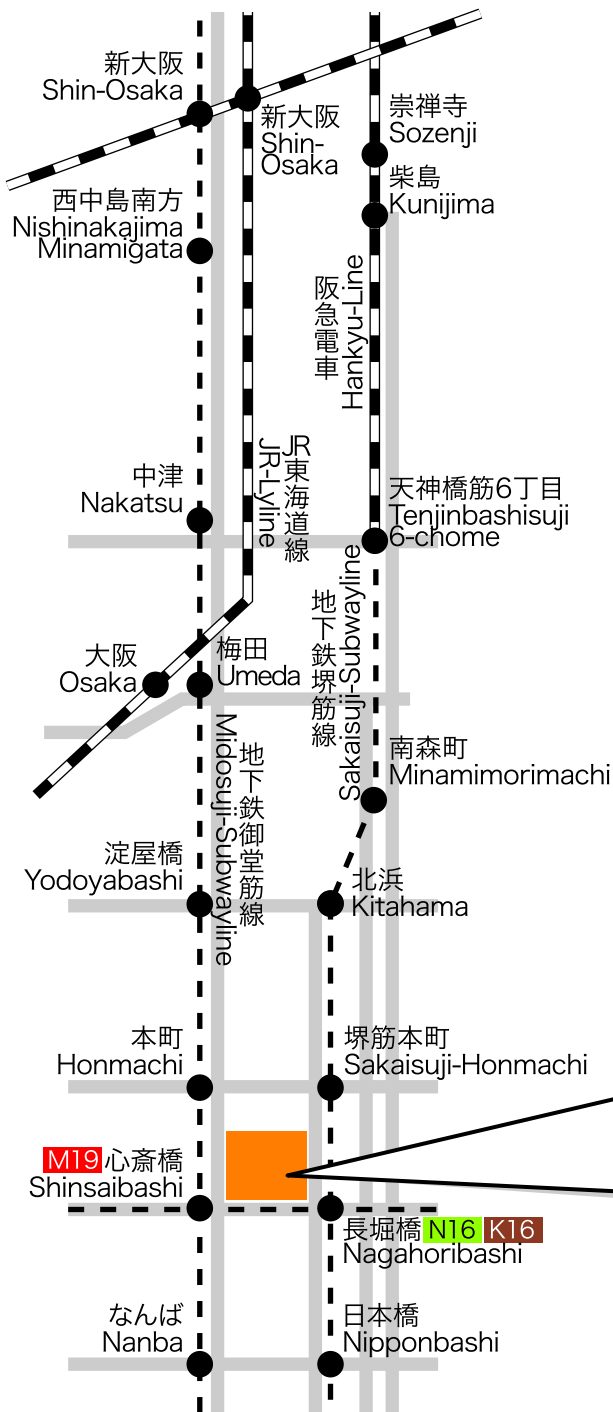 新大阪
Shin-Osaka
新大阪
Shin-
Osaka
崇禅寺
Sozenji
柴島
Kunijima
西中島南方
Nishinakajima
Minamigata
阪急電車
Hankyu-Line
中津
Nakatsu
JR東海道線
JR-Lyline
天神橋筋6丁目
Tenjinbashisuji
6-chome
大阪
Osaka
梅田
Umeda
地下鉄堺筋線
Sakaisuji-Subwayline
南森町
Minamimorimachi
地下鉄御堂筋線
Midosuji-Subwayline
淀屋橋
Yodoyabashi
北浜
Kitahama
本町
Honmachi
堺筋本町
Sakaisuji-Honmachi
M19 心斎橋
Shinsaibashi
長堀橋 N16 K16
Nagahoribashi
なんば
Nanba
日本橋
Nipponbashi